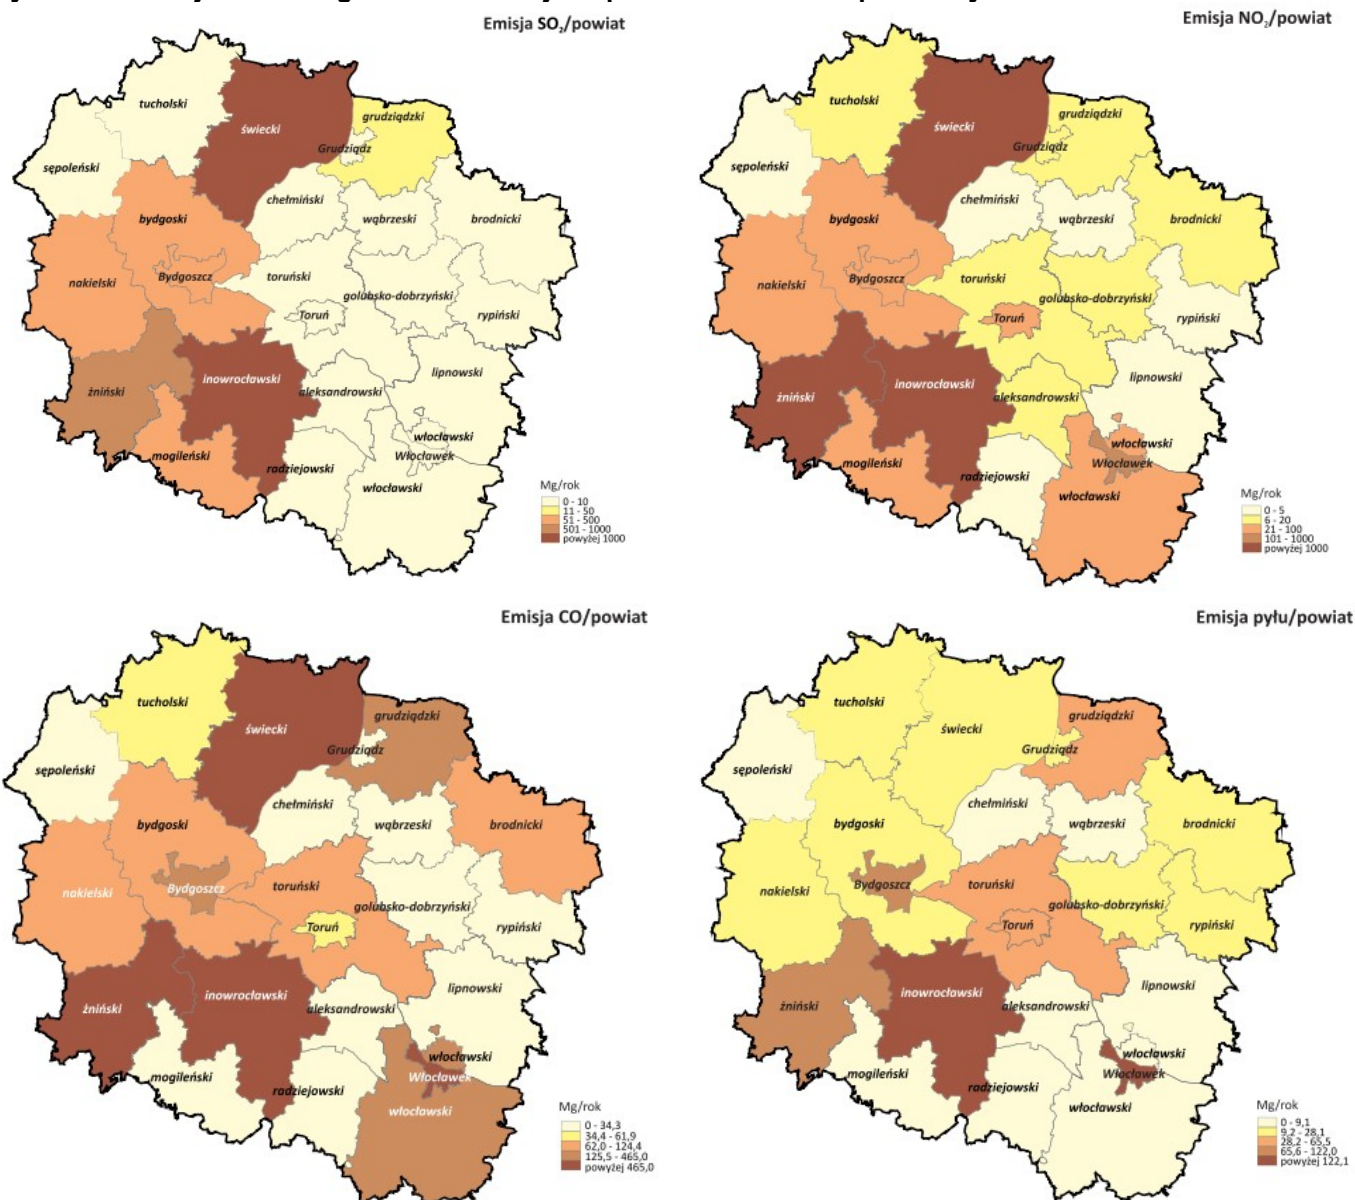 Emisja SO₂/powiat
tucholski
świecki
grudziądzki
Grudziądz
sępoleński
chełmiński
wąbrzeski
brodnicki
bydgoski
nakielski
Bydgoszcz
toruński
golubsko-dobrzyński
Toruń
rypiński
żniński
inowrocławski
aleksandrowski
lipnowski
mogileński
radziejowski
włocławski
Włocławek
włocławski
Mg/rok
0 - 10
11 - 50
51 - 500
501 - 1000
powyżej 1000
Emisja NO₂/powiat
tucholski
świecki
grudziądzki
Grudziądz
sępoleński
chełmiński
wąbrzeski
brodnicki
bydgoski
nakielski
Bydgoszcz
toruński
golubsko-dobrzyński
Toruń
rypiński
żniński
inowrocławski
aleksandrowski
lipnowski
mogileński
radziejowski
włocławski
Włocławek
włocławski
Mg/rok
0 - 5
6 - 20
21 - 100
101 - 1000
powyżej 1000
Emisja CO/powiat
tucholski
świecki
grudziądzki
Grudziądz
sępoleński
chełmiński
wąbrzeski
brodnicki
bydgoski
nakielski
Bydgoszcz
toruński
golubsko-dobrzyński
Toruń
rypiński
żniński
inowrocławski
aleksandrowski
lipnowski
mogileński
radziejowski
włocławski
Włocławek
włocławski
Mg/rok
0 - 34,3
34,4 - 61,9
62,0 - 124,4
125,5 - 465,0
powyżej 465,0
Emisja pyłu/powiat
tucholski
świecki
grudziądzki
Grudziądz
sępoleński
chełmiński
wąbrzeski
brodnicki
bydgoski
nakielski
Bydgoszcz
toruński
golubsko-dobrzyński
Toruń
rypiński
żniński
inowrocławski
aleksandrowski
lipnowski
mogileński
radziejowski
włocławski
Włocławek
włocławski
Mg/rok
0 - 9,1
9,2 - 28,1
28,2 - 65,5
65,6 - 122,0
powyżej 122,1